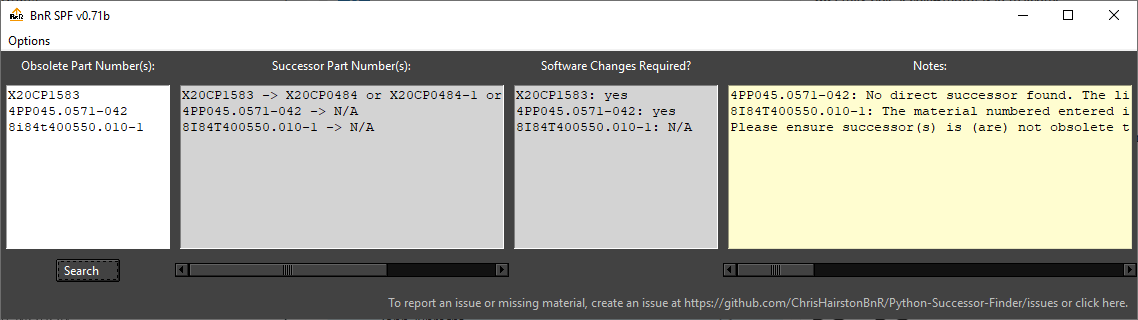 BnR SPF v0.71b
Options
Obsolete Part Number(s): Successor Part Number(s): Software Changes Required? Notes:
X20CP1583 X20CP1583 -> X20CP0484 or X20CP0484-1 or X20CP1583: yes 4PP045.0571-042: No direct successor found. The li
4PP045.0571-042 4PP045.0571-042 -> N/A 4PP045.0571-042: yes 8I84T400550.010-1: The material numbered entered i
8i84t400550.010-1 8I84T400550.010-1 -> N/A 8I84T400550.010-1: N/A Please ensure successor(s) is (are) not obsolete t
Search
To report an issue or missing material, create an issue at https://github.com/ChrisHairstonBnR/Python-Successor-Finder/issues or click here.